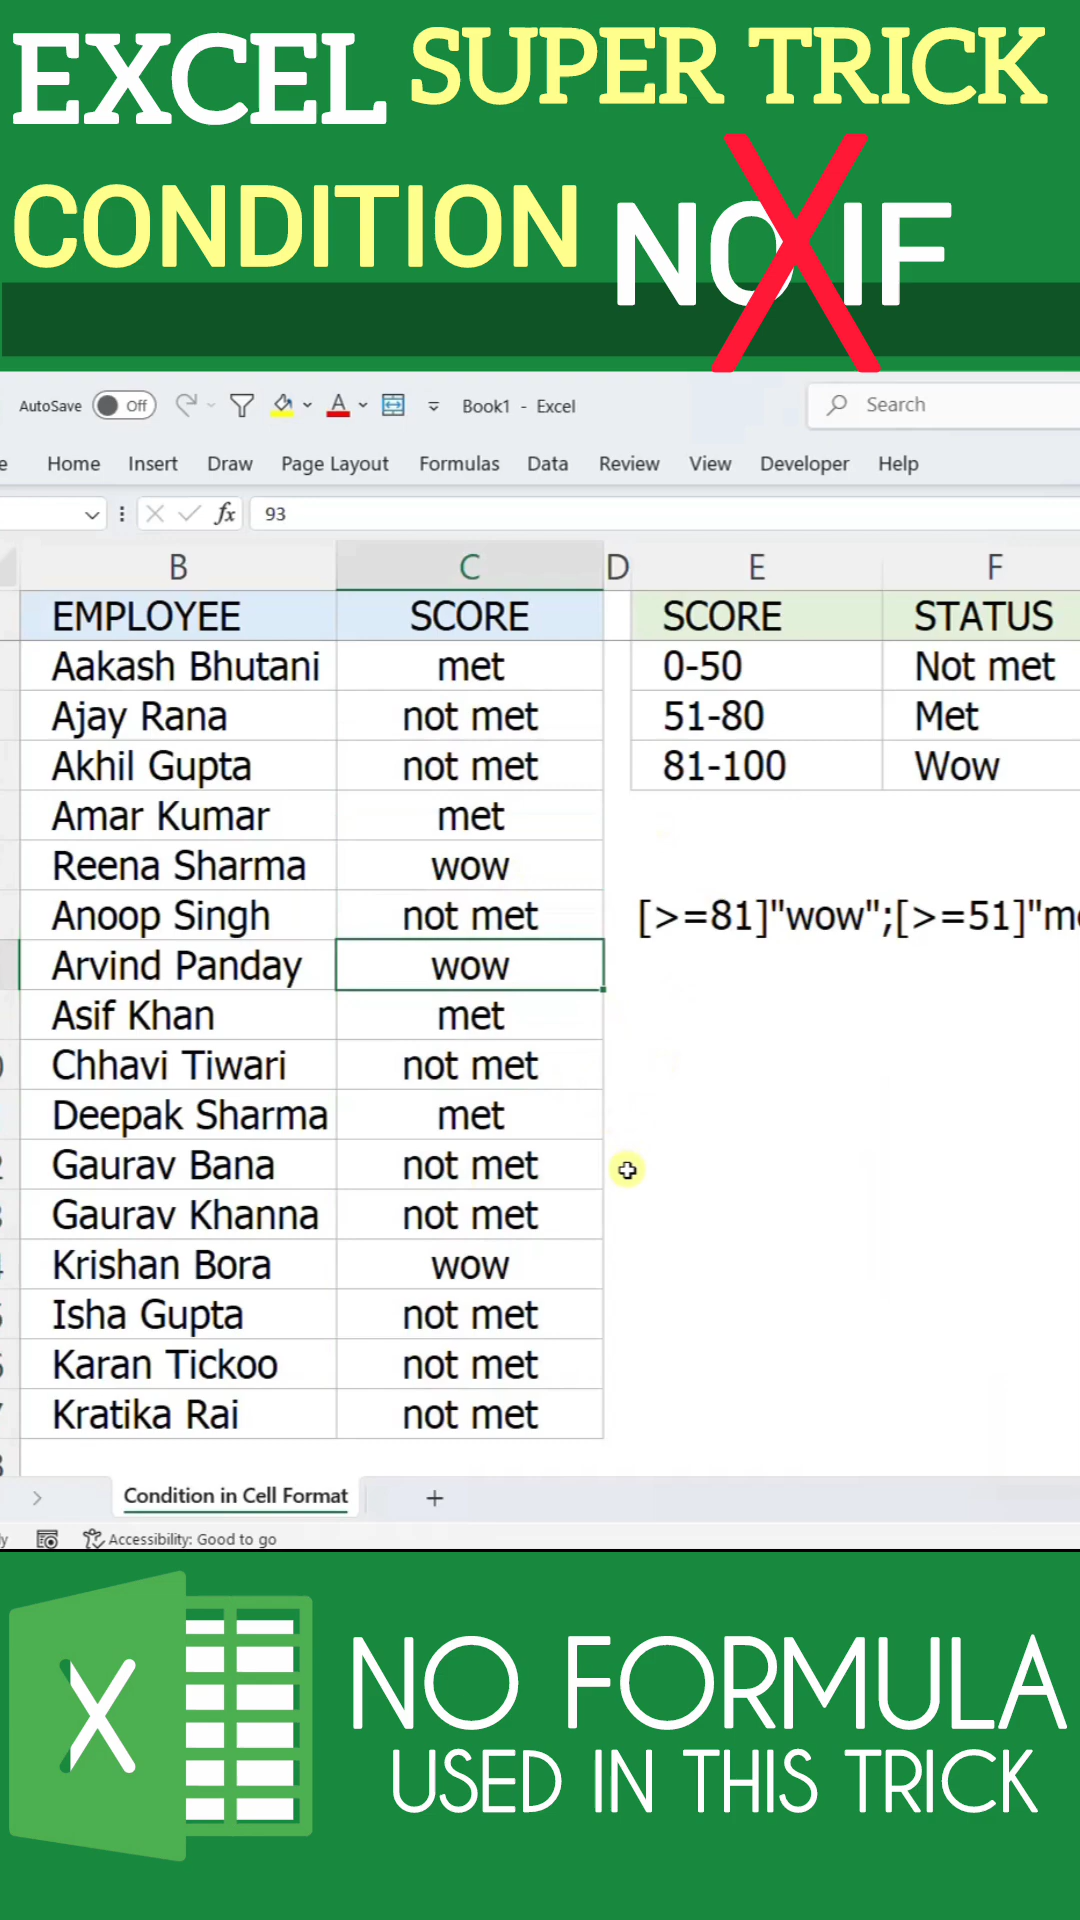 EXCEL SUPER TRICK
CONDITION NO IF
AutoSave Off Book1 - Excel Search
Home Insert Draw Page Layout Formulas Data Review View Developer Help
fx 93
B C D E F
EMPLOYEE SCORE SCORE STATUS
Aakash Bhutani met 0-50 Not met
Ajay Rana not met 51-80 Met
Akhil Gupta not met 81-100 Wow
Amar Kumar met
Reena Sharma wow
Anoop Singh not met [>=81]"wow";[>=51]"me
Arvind Panday wow
Asif Khan met
Chhavi Tiwari not met
Deepak Sharma met
Gaurav Bana not met
Gaurav Khanna not met
Krishan Bora wow
Isha Gupta not met
Karan Tickoo not met
Kratika Rai not met
Condition in Cell Format
Accessibility: Good to go
X
NO FORMULA
USED IN THIS TRICK